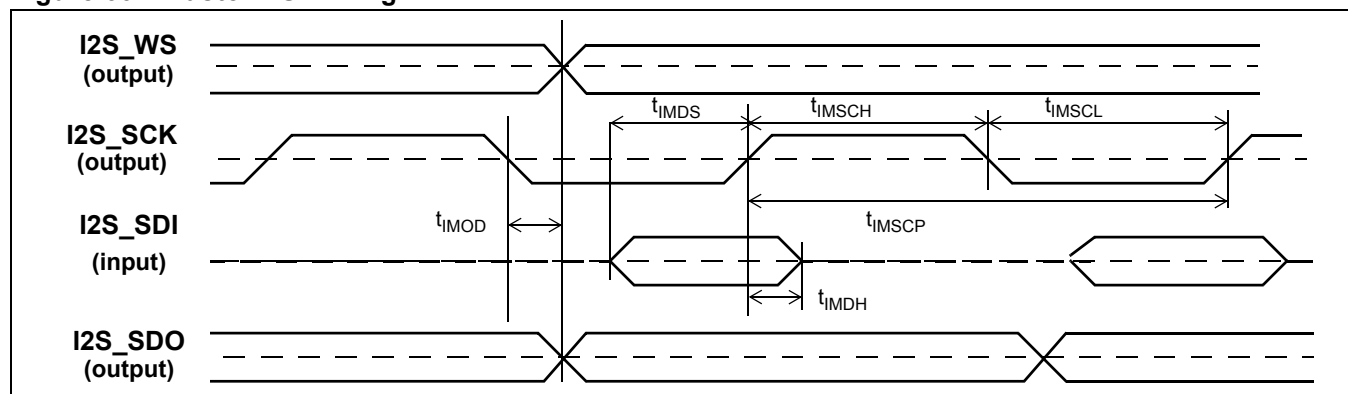 I2S_WS
(output)
I2S_SCK
(output)
I2S_SDI
(input)
I2S_SDO
(output)
tIMDS
tIMSCH
tIMSCL
tIMOD
tIMSCP
tIMDH